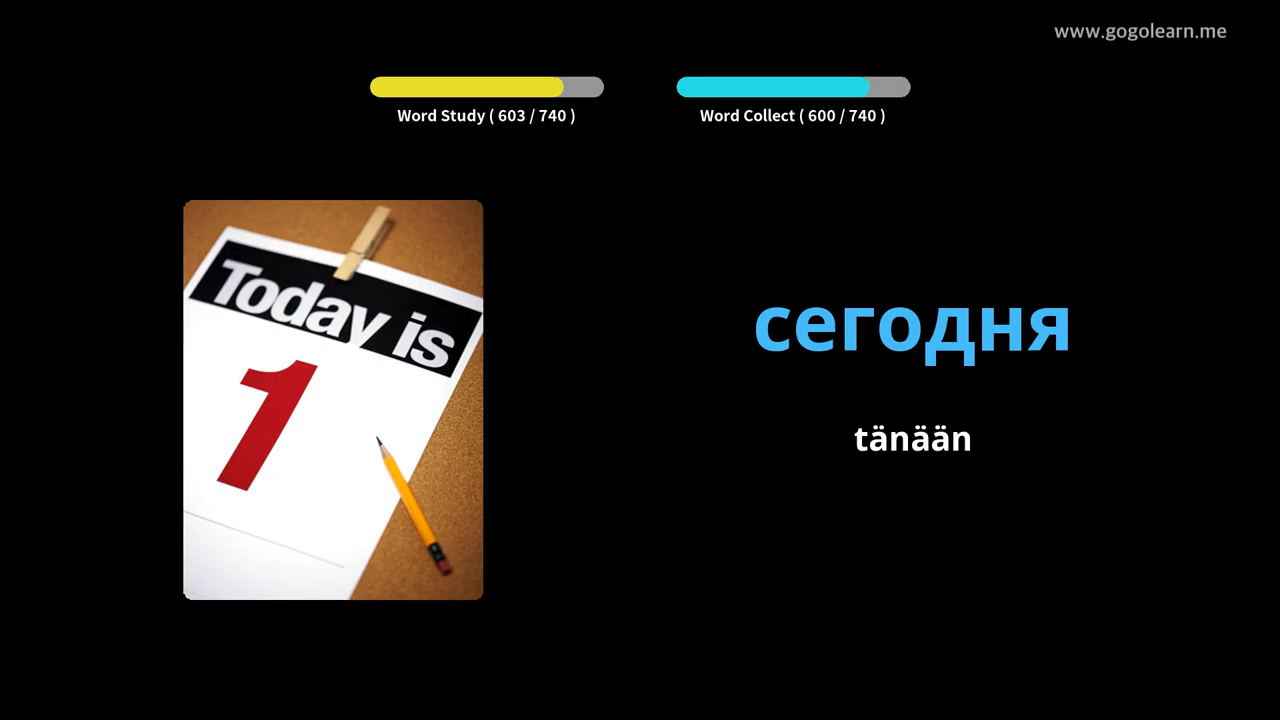 www.gogolearn.me
Word Study ( 603 / 740 )
Word Collect ( 600 / 740 )
Today is
1
сегодня
tänään